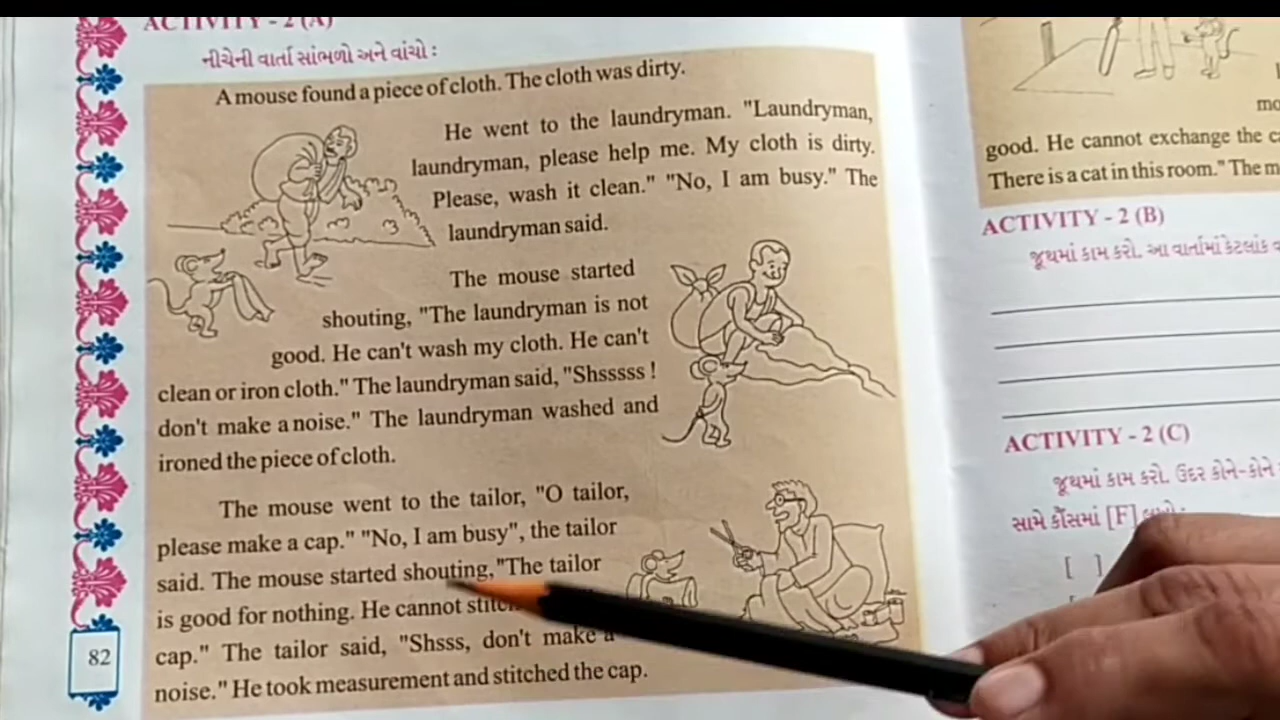 ACTIVITY - 2 (A)
નીચેની વાર્તા સાંભળો અને વાંચો :
A mouse found a piece of cloth. The cloth was dirty.
He went to the laundryman. "Laundryman,
laundryman, please help me. My cloth is dirty.
Please, wash it clean." "No, I am busy." The
laundryman said.
The mouse started
shouting, "The laundryman is not
good. He can't wash my cloth. He can't
clean or iron cloth." The laundryman said, "Shsssss !
don't make a noise." The laundryman washed and
ironed the piece of cloth.
The mouse went to the tailor, "O tailor,
please make a cap." "No, I am busy", the tailor
said. The mouse started shouting,"The tailor
is good for nothing. He cannot
cap." The tailor said, "Shsss, don't make a
noise." He took measurement and stitched the cap.
82
good. He cannot exchange the
There is a cat in this room." The
ACTIVITY - 2 (B)
જૂથમાં કામ કરો. આ વાર્તામાં કેટલાંક
ACTIVITY - 2 (C)
જૂથમાં કામ કરો. ઉંદર કોને-કોને
સામે કૌંસમાં [F]
[ ]